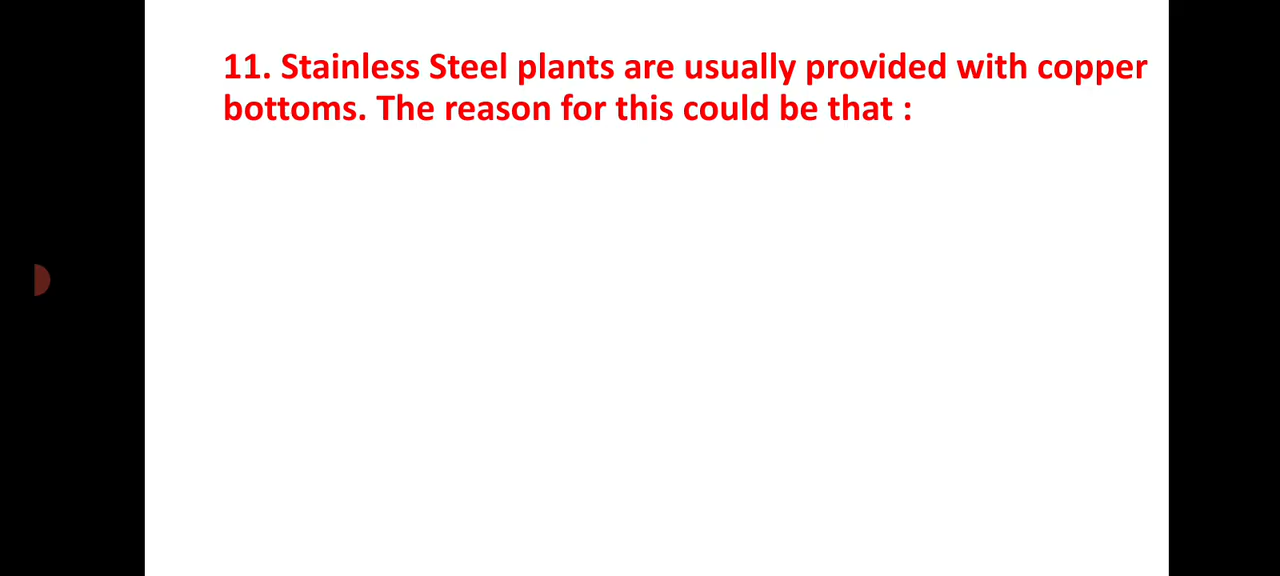 11. Stainless Steel plants are usually provided with copper
bottoms. The reason for this could be that :